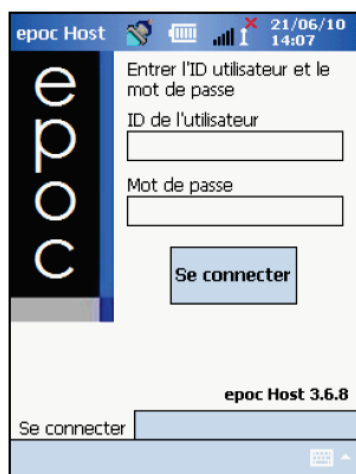 epoc Host
21/06/10
14:07
epoc
Entrer l'ID utilisateur et le
mot de passe
ID de l'utilisateur
Mot de passe
Se connecter
epoc Host 3.6.8
Se connecter